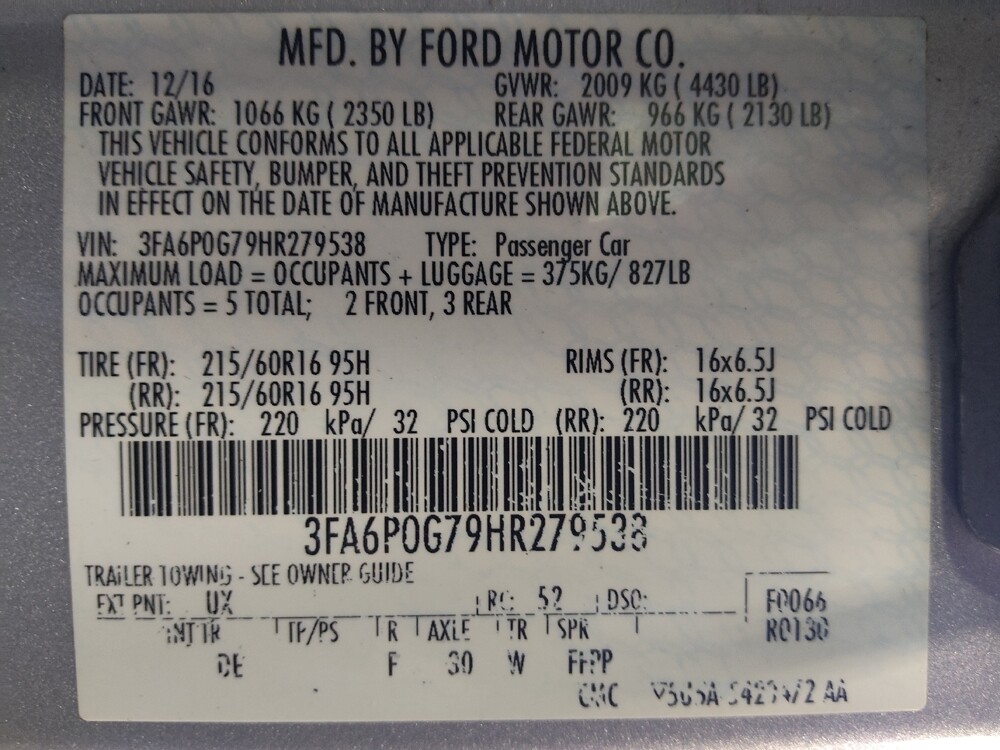 MFD. BY FORD MOTOR CO.
DATE: 12/16 GVWR: 2009 KG ( 4430 LB)
FRONT GAWR: 1066 KG ( 2350 LB) REAR GAWR: 966 KG ( 2130 LB)
THIS VEHICLE CONFORMS TO ALL APPLICABLE FEDERAL MOTOR
VEHICLE SAFETY, BUMPER, AND THEFT PREVENTION STANDARDS
IN EFFECT ON THE DATE OF MANUFACTURE SHOWN ABOVE.
VIN: 3FA6P0G79HR279538 TYPE: Passenger Car
MAXIMUM LOAD = OCCUPANTS + LUGGAGE = 375KG/ 827LB
OCCUPANTS = 5 TOTAL; 2 FRONT, 3 REAR
TIRE (FR): 215/60R16 95H RIMS (FR): 16x6.5J
(RR): 215/60R16 95H (RR): 16x6.5J
PRESSURE (FR): 220 kPa/ 32 PSI COLD (RR): 220 kPa/ 32 PSI COLD
3FA6P0G79HR279538
TRAILER TOWING - SEE OWNER GUIDE
EXT PNT: UX RC: 52 DSO: F0066
INT TR TP/PS R AXLE TR SPR R0130
DE F 30 W